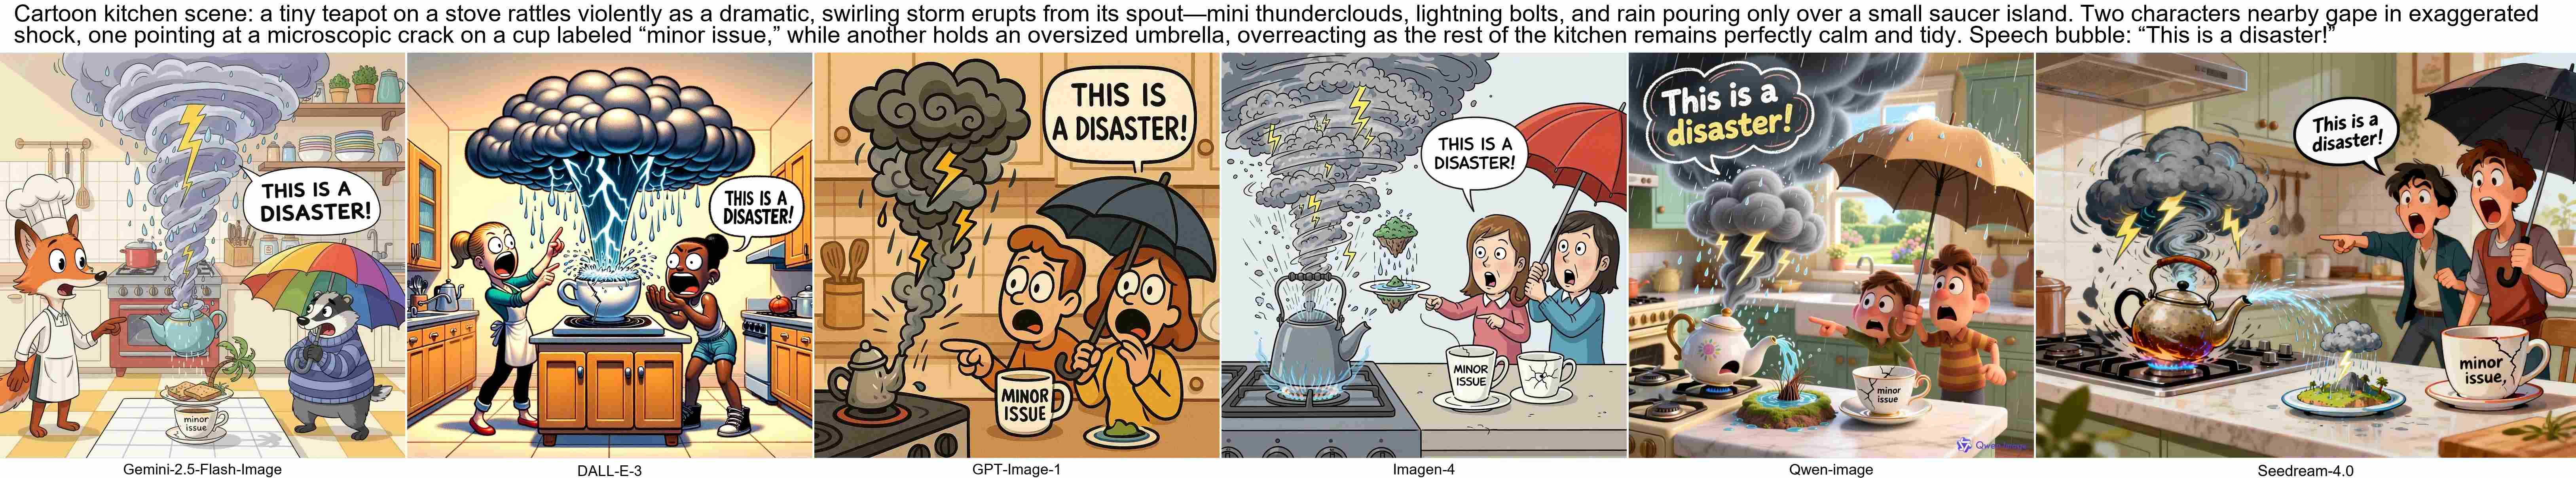 Cartoon kitchen scene: a tiny teapot on a stove rattles violently as a dramatic, swirling storm erupts from its spout—mini thunderclouds, lightning bolts, and rain pouring only over a small saucer island. Two characters nearby gape in exaggerated
shock, one pointing at a microscopic crack on a cup labeled “minor issue,” while another holds an oversized umbrella, overreacting as the rest of the kitchen remains perfectly calm and tidy. Speech bubble: “This is a disaster!”
THIS IS A
DISASTER!
minor
issue
THIS IS A
DISASTER!
THIS IS
A DISASTER!
MINOR
ISSUE
THIS IS A
DISASTER!
MINOR
ISSUE
This is a
disaster!
minor
issue
Qwen-Image
This is a
disaster!
minor
issue,
Gemini-2.5-Flash-Image
DALL-E-3
GPT-Image-1
Imagen-4
Qwen-image
Seedream-4.0